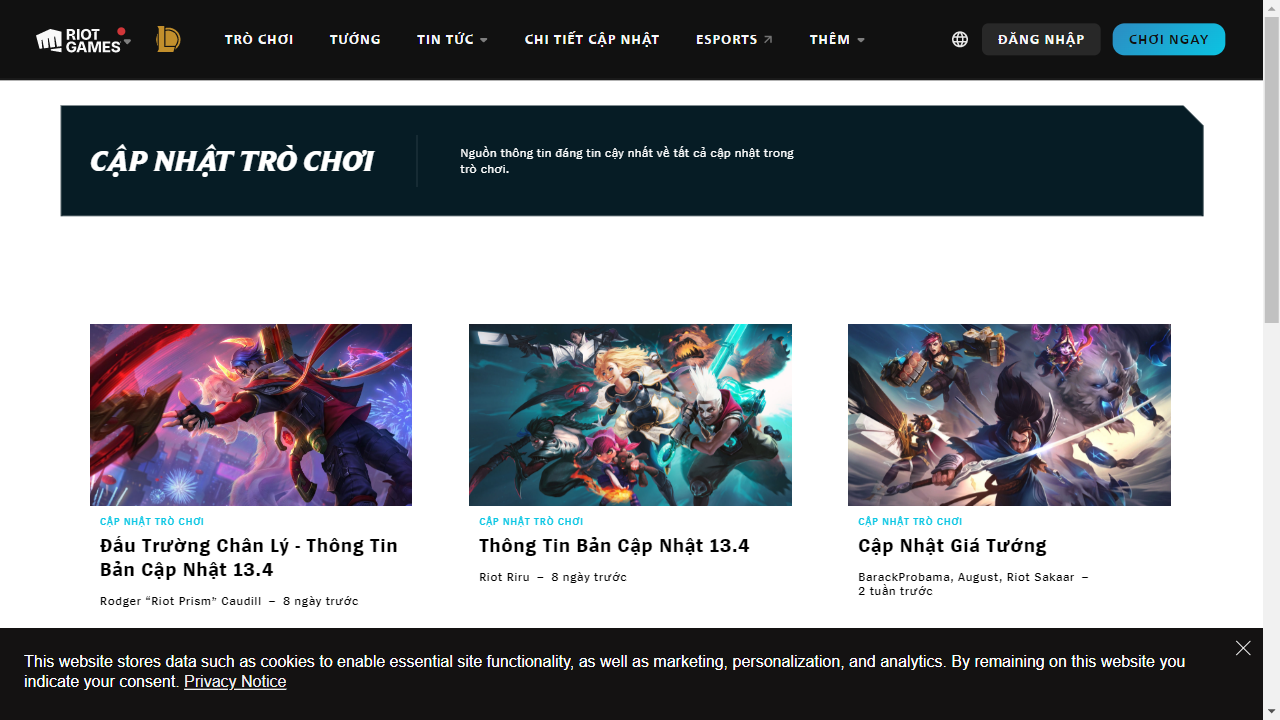 RIOT
GAMES
TRÒ CHƠI
TƯỚNG
TIN TỨC
CHI TIẾT CẬP NHẬT
ESPORTS
THÊM
ĐĂNG NHẬP
CHƠI NGAY
CẬP NHẬT TRÒ CHƠI
Nguồn thông tin đáng tin cậy nhất về tất cả cập nhật trong
trò chơi.
CẬP NHẬT TRÒ CHƠI
Đấu Trường Chân Lý - Thông Tin
Bản Cập Nhật 13.4
Rodger “Riot Prism” Caudill – 8 ngày trước
CẬP NHẬT TRÒ CHƠI
Thông Tin Bản Cập Nhật 13.4
Riot Riru – 8 ngày trước
CẬP NHẬT TRÒ CHƠI
Cập Nhật Giá Tướng
BarackProbama, August, Riot Sakaar –
2 tuần trước
This website stores data such as cookies to enable essential site functionality, as well as marketing, personalization, and analytics. By remaining on this website you
indicate your consent. Privacy Notice